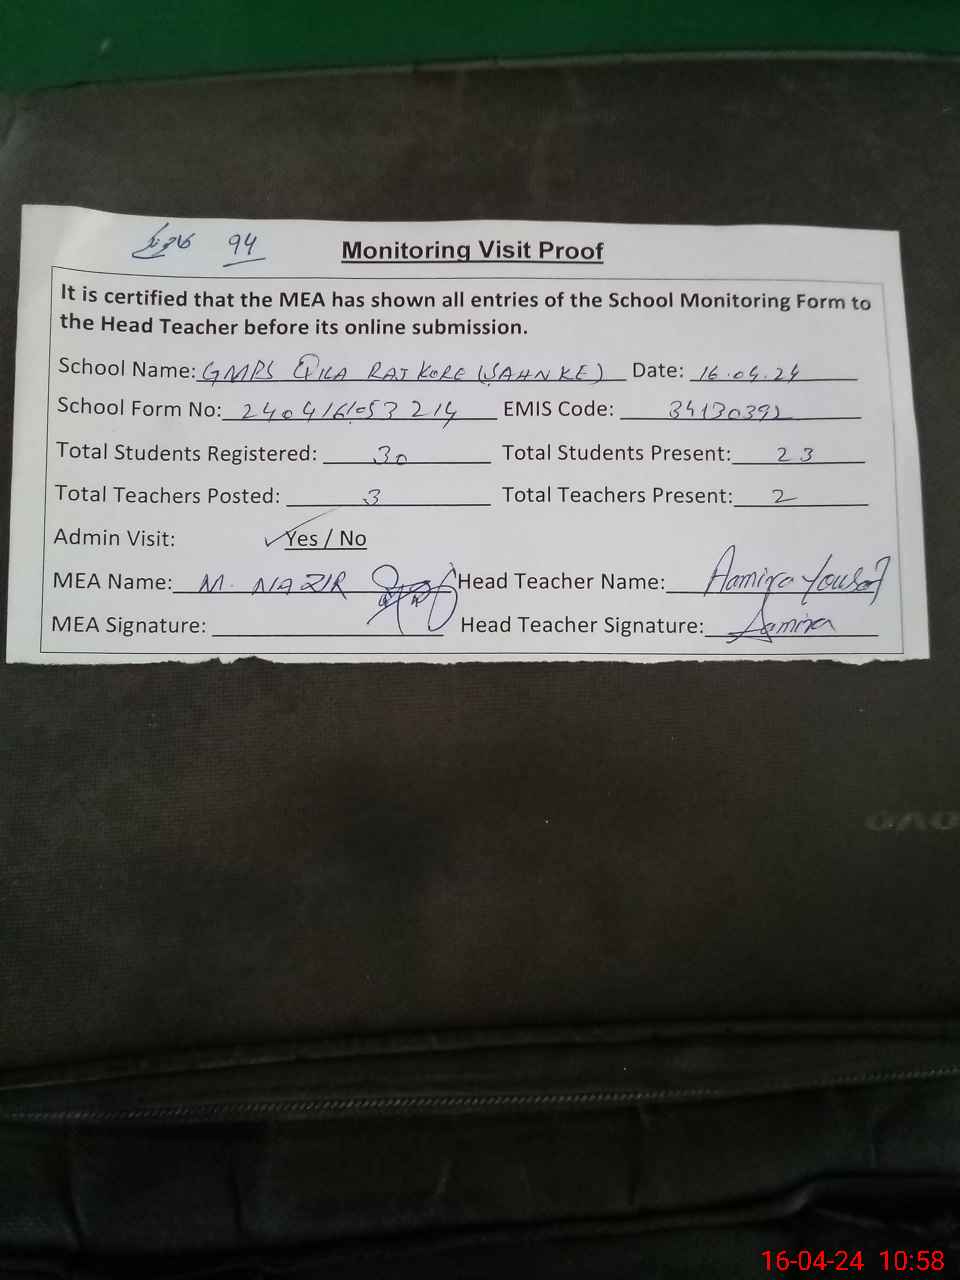 94
Monitoring Visit Proof
It is certified that the MEA has shown all entries of the School Monitoring Form to
the Head Teacher before its online submission.
School Name: GMPS QILA RAJ KORE (SAHNKE) Date: 16.04.24
School Form No: 2404161053214 EMIS Code: 34130392
Total Students Registered: 30 Total Students Present: 23
Total Teachers Posted: 3 Total Teachers Present: 2
Admin Visit: Yes / No
MEA Name: M. NAZIR Head Teacher Name: Aamira Yousaf
MEA Signature: Head Teacher Signature: Aamira
16-04-24 10:58